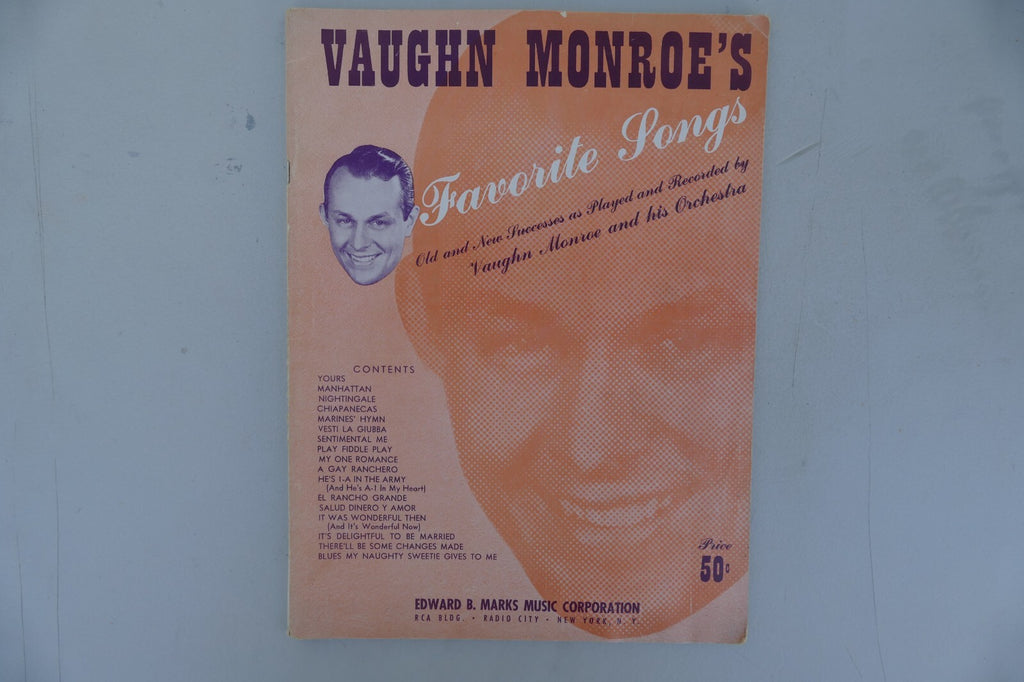 VAUGHN MONROE'S
Favorite Songs
Old and New Successes as Played and Recorded by
Vaughn Monroe and his Orchestra
CONTENTS
YOURS
MANHATTAN
NIGHTINGALE
CHIAPANECAS
MARINES' HYMN
VESTI LA GIUBBA
SENTIMENTAL ME
PLAY FIDDLE PLAY
MY ONE ROMANCE
A GAY RANCHERO
HE'S 1-A IN THE ARMY
(And He's A-1 In My Heart)
EL RANCHO GRANDE
SALUD DINERO Y AMOR
IT WAS WONDERFUL THEN
(And It's Wonderful Now)
IT'S DELIGHTFUL TO BE MARRIED
THERE'LL BE SOME CHANGES MADE
BLUES MY NAUGHTY SWEETIE GIVES TO ME
Price
50c
EDWARD B. MARKS MUSIC CORPORATION
RCA BLDG. • RADIO CITY • NEW YORK, N. Y.